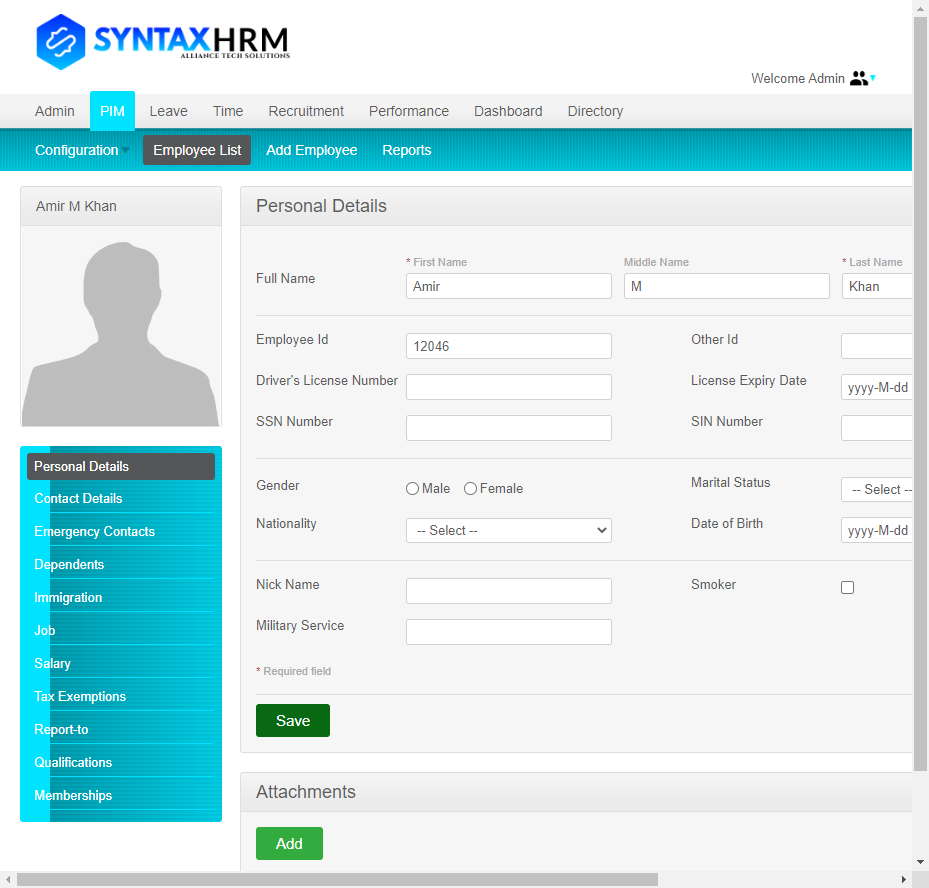 SYNTAXHRM
ALLIANCE TECH SOLUTIONS
Welcome Admin
Admin PIM Leave Time Recruitment Performance Dashboard Directory
Configuration Employee List Add Employee Reports
Amir M Khan
Personal Details
Contact Details
Emergency Contacts
Dependents
Immigration
Job
Salary
Tax Exemptions
Report-to
Qualifications
Memberships
Personal Details
* First Name Middle Name * Last Name
Full Name Amir M Khan
Employee Id 12046 Other Id
Driver's License Number License Expiry Date yyyy-M-dd
SSN Number SIN Number
Gender Male Female Marital Status -- Select --
Nationality -- Select -- Date of Birth yyyy-M-dd
Nick Name Smoker
Military Service
* Required field
Save
Attachments
Add